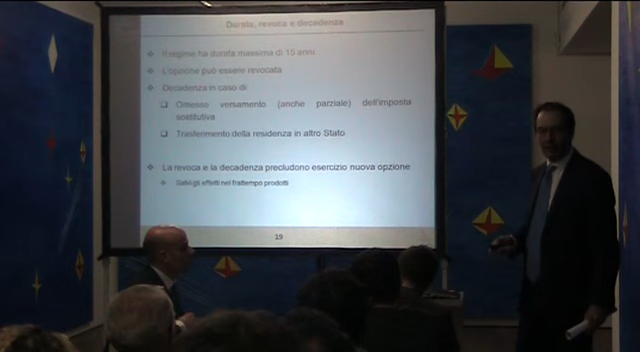 Durata, revoca e decadenza
Il regime ha durata massima di 15 anni
L'opzione può essere revocata
Decadenza in caso di
Omesso versamento (anche parziale) dell'imposta
sostitutiva
Trasferimento della residenza in altro Stato
La revoca e la decadenza precludono esercizio nuova opzione
Salvi gli effetti nel frattempo prodotti
19